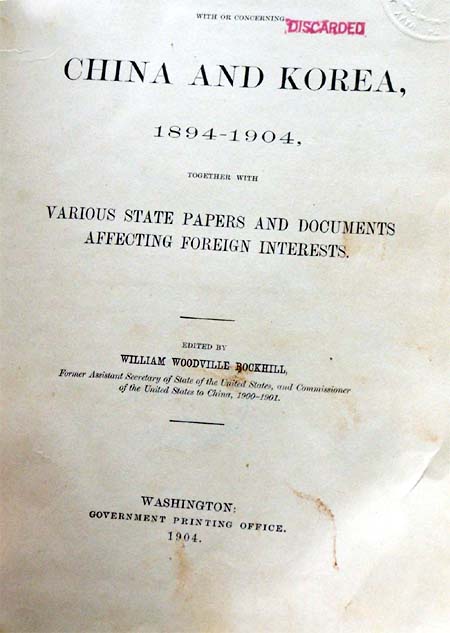 WITH OR CONCERNING
DISCARDED
CHINA AND KOREA,
1894-1904,
TOGETHER WITH
VARIOUS STATE PAPERS AND DOCUMENTS
AFFECTING FOREIGN INTERESTS.
EDITED BY
WILLIAM WOODVILLE ROCKHILL,
Former Assistant Secretary of State of the United States, and Commissioner
of the United States to China, 1900-1901.
WASHINGTON:
GOVERNMENT PRINTING OFFICE.
1904.